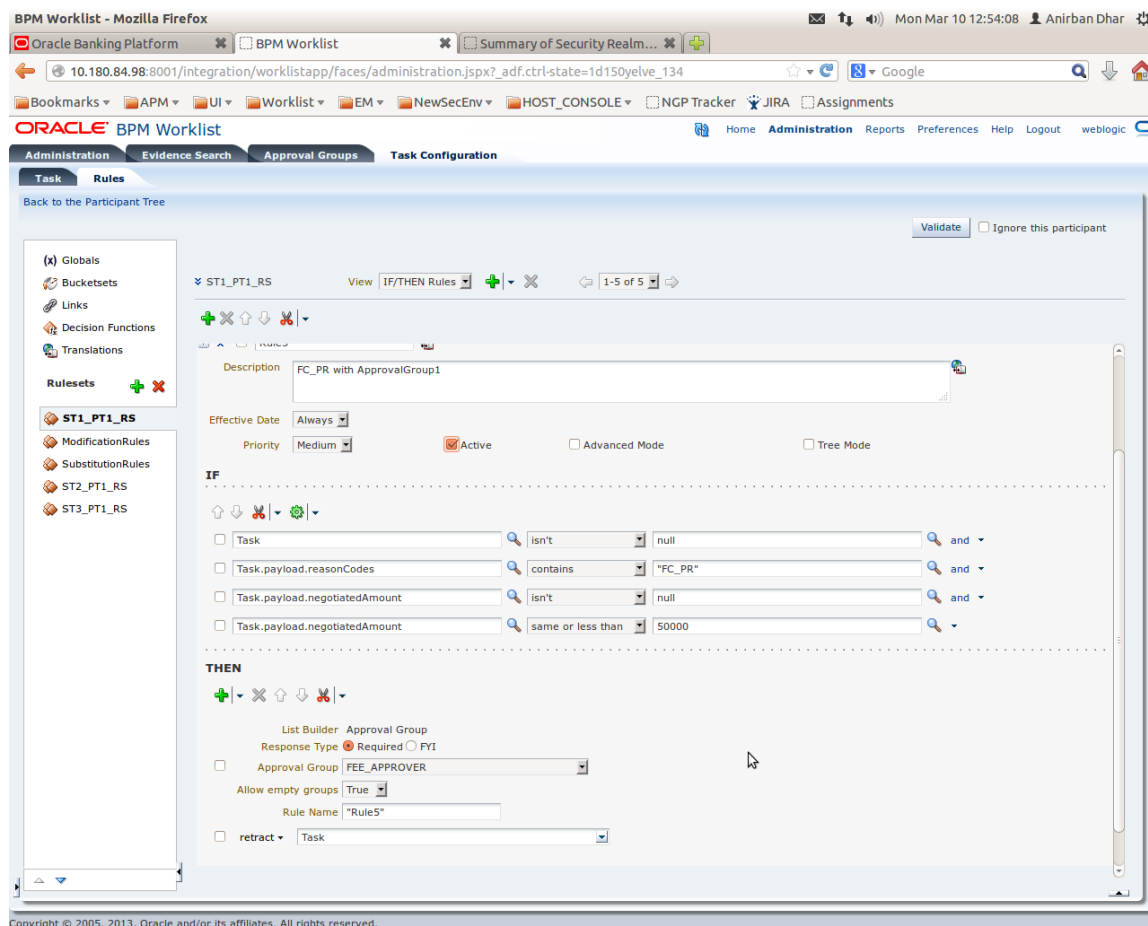 BPM Worklist - Mozilla Firefox
Mon Mar 10 12:54:08 Anirban Dhar
Oracle Banking Platform
BPM Worklist
Summary of Security Realm...
10.180.84.98:8001/integration/worklistapp/faces/administration.jspx?_adf.ctrl-state=1d150yelve_134
Google
Bookmarks APM UI Worklist EM NewSecEnv HOST_CONSOLE NGP Tracker JIRA Assignments
ORACLE BPM Worklist
Home Administration Reports Preferences Help Logout weblogic
Administration Evidence Search Approval Groups Task Configuration
Task Rules
Back to the Participant Tree
Validate Ignore this participant
(x) Globals
Bucketsets
Links
Decision Functions
Translations
Rulesets
ST1_PT1_RS
ModificationRules
SubstitutionRules
ST2_PT1_RS
ST3_PT1_RS
ST1_PT1_RS View IF/THEN Rules 1-5 of 5
Rule5
Description FC_PR with ApprovalGroup1
Effective Date Always
Priority Medium Active Advanced Mode Tree Mode
IF
Task isn't null and
Task.payload.reasonCodes contains "FC_PR" and
Task.payload.negotiatedAmount isn't null and
Task.payload.negotiatedAmount same or less than 50000
THEN
List Builder Approval Group
Response Type Required FYI
Approval Group FEE_APPROVER
Allow empty groups True
Rule Name "Rule5"
retract Task
Copyright © 2005, 2013, Oracle and/or its affiliates. All rights reserved.